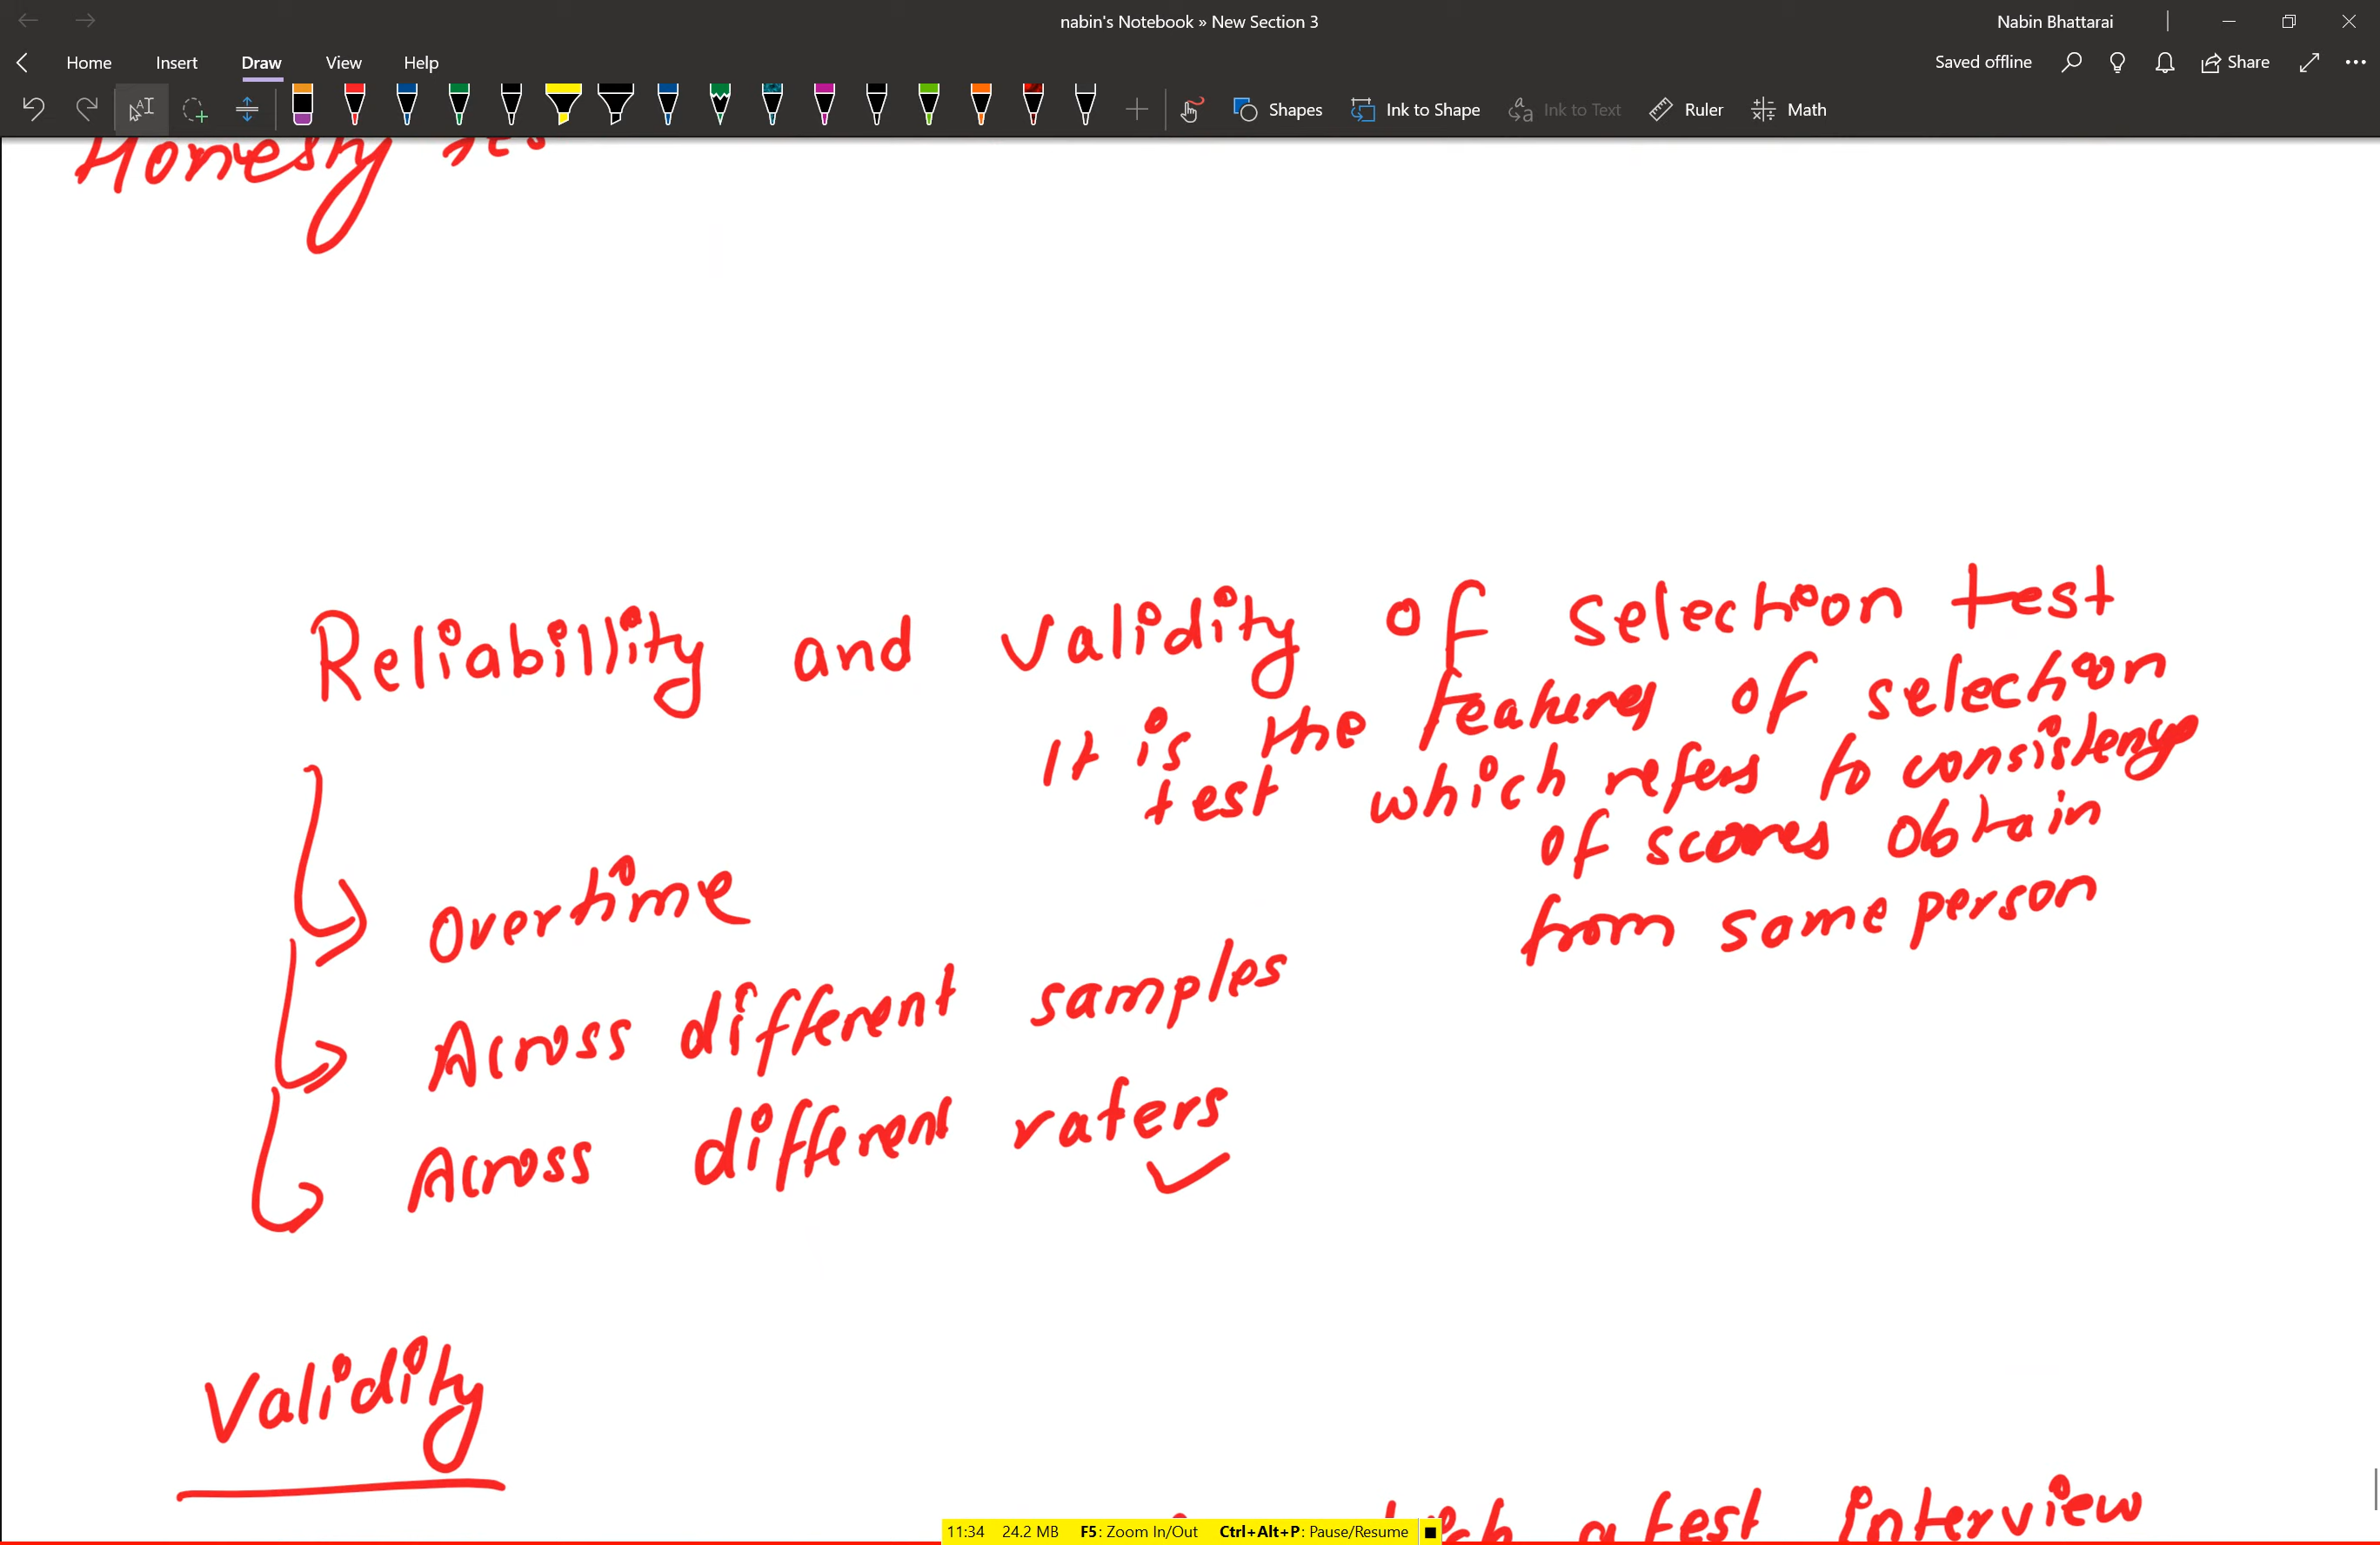 nabin's Notebook » New Section 3
Nabin Bhattarai
Home Insert Draw View Help
Saved offline
Share
Shapes Ink to Shape Ink to Text Ruler Math
Honesty
Reliabillity and validity of selection test
It is the features of selection
test which refers to consistency
of scores obtain
from same person
overtime
Across different samples
Across different raters
Validity
a test interview
11:34 24.2 MB F5: Zoom In/Out Ctrl+Alt+P: Pause/Resume